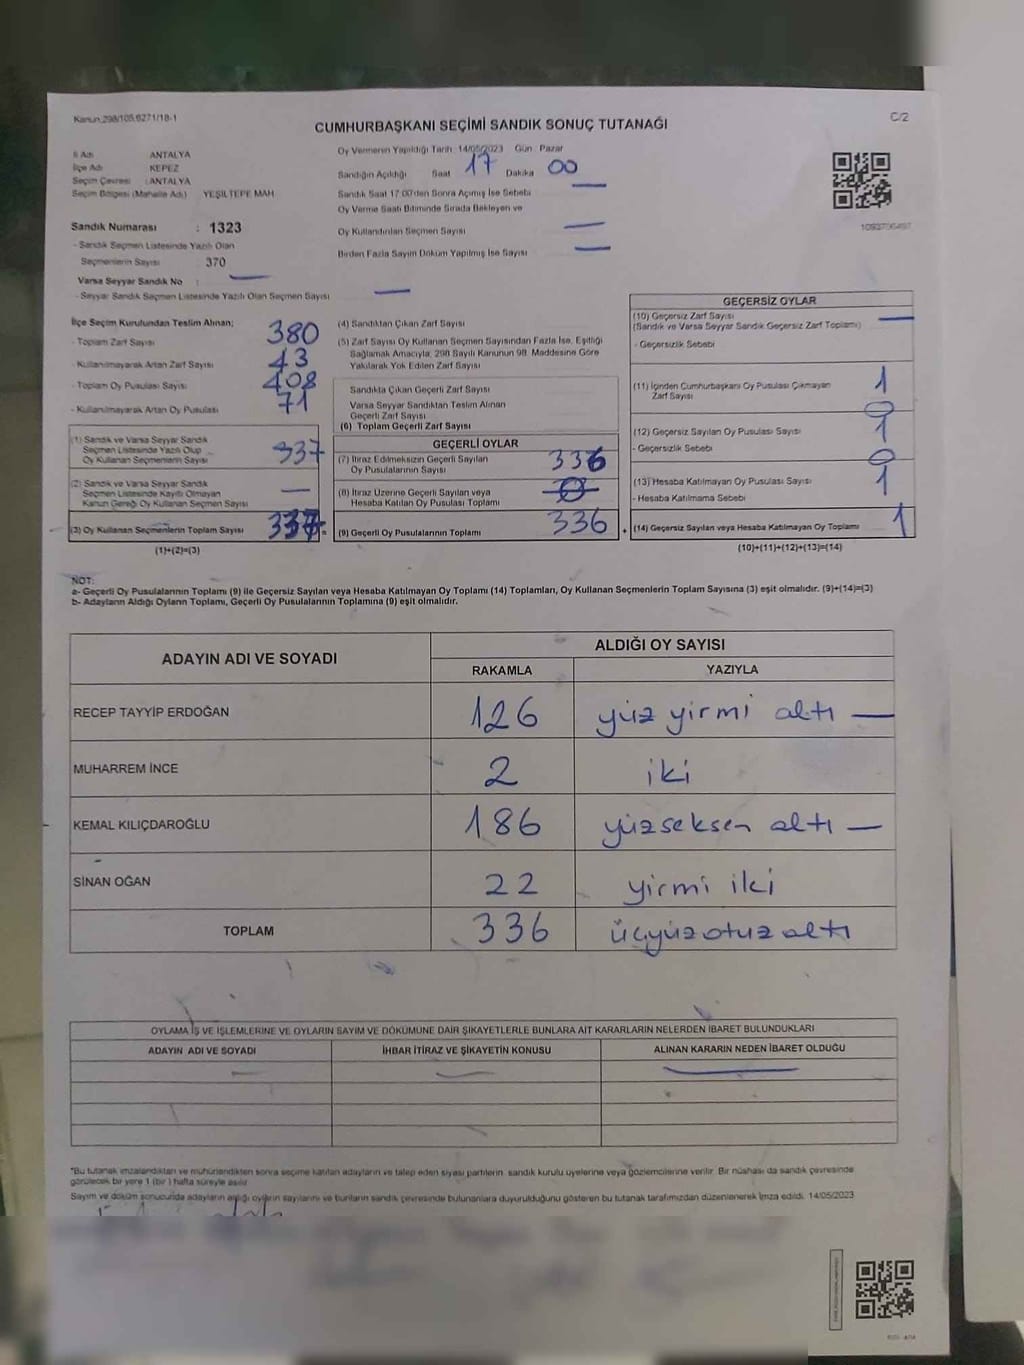 Kanun:298/105,6271/18-1
C/2
CUMHURBAŞKANI SEÇİMİ SANDIK SONUÇ TUTANAĞI
İl Adı ANTALYA
İlçe Adı KEPEZ
Seçim Çevresi : ANTALYA
Seçim Bölgesi (Mahalle Adı) YEŞİLTEPE MAH.
Oy Vermenin Yapıldığı Tarih: 14/05/2023 Gün: Pazar
Sandığın Açıldığı Saat 17 Dakika 00
Sandık Saat 17:00'den Sonra Açımış İse Sebebi —
Oy Verme Saati Bitiminde Sırada Bekleyen ve
Oy Kullandırılan Seçmen Sayısı —
Birden Fazla Sayım Döküm Yapılmış İse Sayısı —
Sandık Numarası : 1323
- Sandık Seçmen Listesinde Yazılı Olan
Seçmenlerin Sayısı : 370
Varsa Seyyar Sandık No : —
- Seyyar Sandık Seçmen Listesinde Yazılı Olan Seçmen Sayısı —
İlçe Seçim Kurulundan Teslim Alınan;
- Toplam Zarf Sayısı 380
- Kullanılmayarak Artan Zarf Sayısı 43
- Toplam Oy Pusulası Sayısı 408
- Kullanılmayarak Artan Oy Pusulası 71
(1) Sandık ve Varsa Seyyar Sandık
Seçmen Listesinde Yazılı Olup
Oy Kullanan Seçmenlerin Sayısı 337
(2) Sandık ve Varsa Seyyar Sandık
Seçmen Listesinde Kayıtlı Olmayan
Kanun Gereği Oy Kullanan Seçmen Sayısı —
(3) Oy Kullanan Seçmenlerin Toplam Sayısı 337 =
(1)+(2)=(3)
(4) Sandıktan Çıkan Zarf Sayısı
(5) Zarf Sayısı Oy Kullanan Seçmen Sayısından Fazla İse, Eşitliği
Sağlamak Amacıyla; 298 Sayılı Kanunun 98. Maddesine Göre
Yakılarak Yok Edilen Zarf Sayısı
Sandıkta Çıkan Geçerli Zarf Sayısı
Varsa Seyyar Sandıktan Teslim Alınan
Geçerli Zarf Sayısı
(6) Toplam Geçerli Zarf Sayısı
GEÇERLİ OYLAR
(7) İtiraz Edilmeksizin Geçerli Sayılan
Oy Pusulalarının Sayısı 336
(8) İtiraz Üzerine Geçerli Sayılan veya
Hesaba Katılan Oy Pusulası Toplamı 0
(9) Geçerli Oy Pusulalarının Toplamı 336 +
GEÇERSİZ OYLAR
(10) Geçersiz Zarf Sayısı —
(Sandık ve Varsa Seyyar Sandık Geçersiz Zarf Toplamı)
- Geçersizlik Sebebi
(11) İçinden Cumhurbaşkanı Oy Pusulası Çıkmayan
Zarf Sayısı 1
(12) Geçersiz Sayılan Oy Pusulası Sayısı
- Geçersizlik Sebebi
(13) Hesaba Katılmayan Oy Pusulası Sayısı
- Hesaba Katılmama Sebebi
(14) Geçersiz Sayılan veya Hesaba Katılmayan Oy Toplamı 1
(10)+(11)+(12)+(13)=(14)
NOT:
a- Geçerli Oy Pusulalarının Toplamı (9) ile Geçersiz Sayılan veya Hesaba Katılmayan Oy Toplamı (14) Toplamları, Oy Kullanan Seçmenlerin Toplam Sayısına (3) eşit olmalıdır. (9)+(14)=(3)
b- Adayların Aldığı Oyların Toplamı, Geçerli Oy Pusulalarının Toplamına (9) eşit olmalıdır.
ADAYIN ADI VE SOYADI ALDIĞI OY SAYISI
RAKAMLA YAZIYLA
RECEP TAYYİP ERDOĞAN 126 yüz yirmi altı —
MUHARREM İNCE 2 iki
KEMAL KILIÇDAROĞLU 186 yüzseksen altı —
SİNAN OĞAN 22 yirmi iki
TOPLAM 336 üçyüzotuzaltı
OYLAMA İŞ VE İŞLEMLERİNE VE OYLARIN SAYIM VE DÖKÜMÜNE DAİR ŞİKAYETLERLE BUNLARA AİT KARARLARIN NELERDEN İBARET BULUNDUKLARI
ADAYIN ADI VE SOYADI İHBAR İTİRAZ VE ŞİKAYETİN KONUSU ALINAN KARARIN NEDEN İBARET OLDUĞU
*Bu tutanak imzalandıktan ve mühürlendikten sonra seçime katılan adayların ve talep eden siyasi partilerin, sandık kurulu üyelerine veya gözlemcilerine verilir. Bir nüshası da sandık çevresinde
görülecek bir yere 1 (bir) hafta süreyle asılır.
Sayım ve döküm sonucunda adayların aldığı oyların sayılarını ve bunların sandık çevresinde bulunanlara duyurulduğunu gösteren bu tutanak tarafımızdan düzenlenerek imza edildi. 14/05/2023